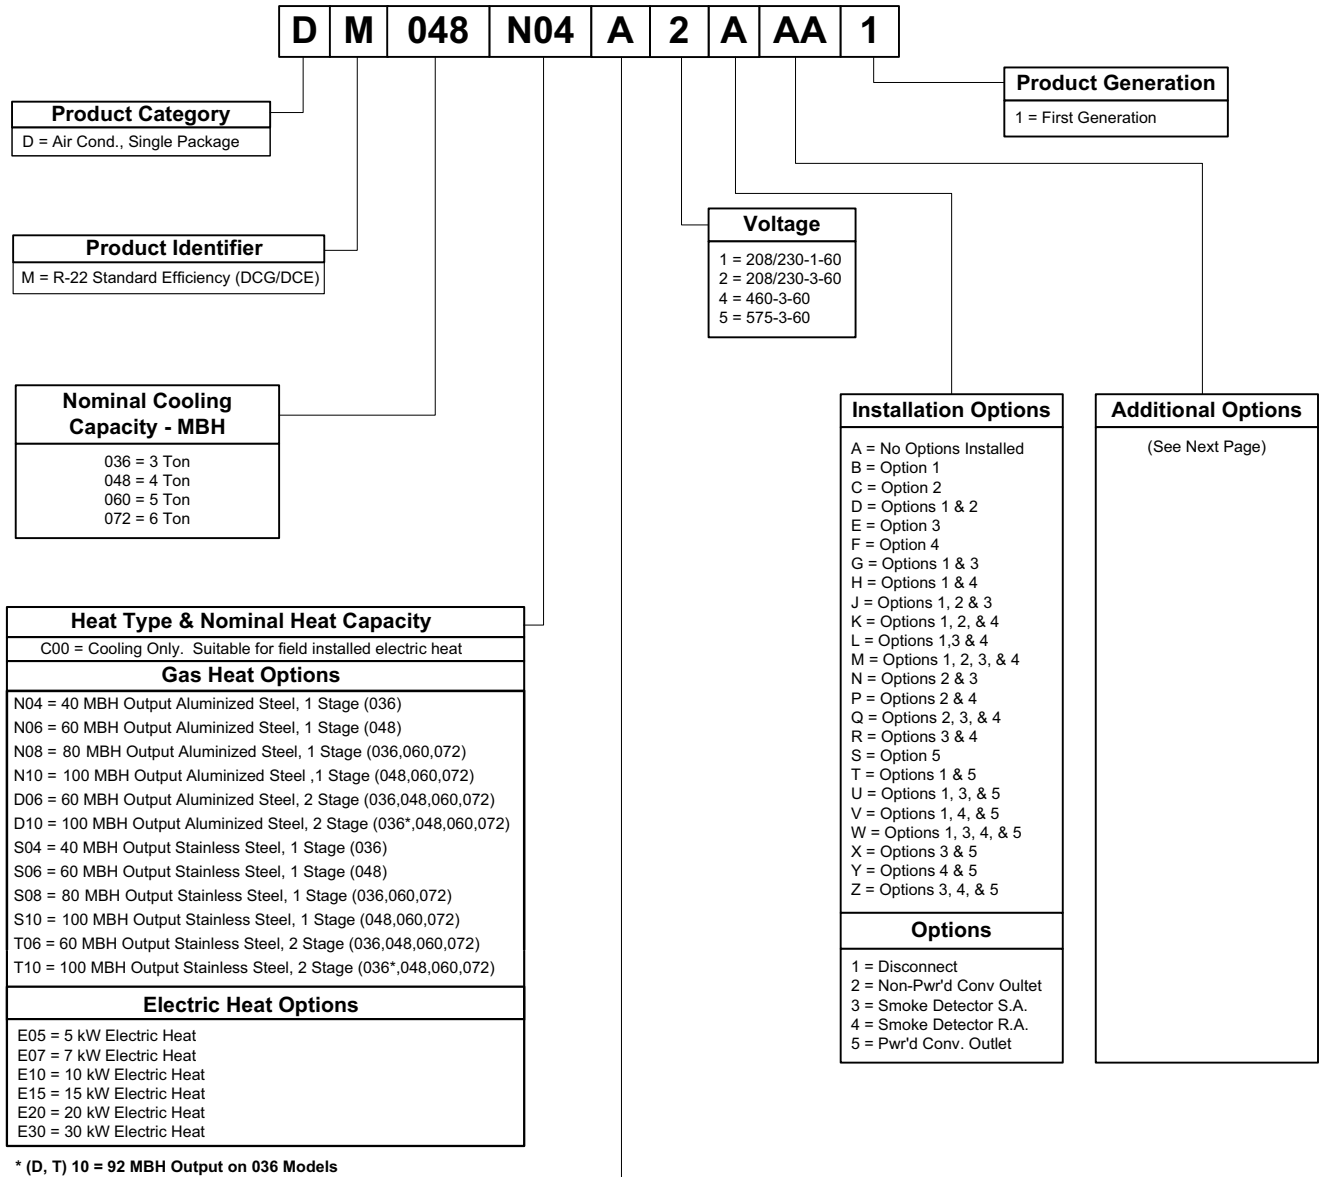 D M 048 N04 A 2 A AA 1
Product Category
D = Air Cond., Single Package
Product Generation
1 = First Generation
Product Identifier
M = R-22 Standard Efficiency (DCG/DCE)
Voltage
1 = 208/230-1-60
2 = 208/230-3-60
4 = 460-3-60
5 = 575-3-60
Nominal Cooling
Capacity - MBH
036 = 3 Ton
048 = 4 Ton
060 = 5 Ton
072 = 6 Ton
Heat Type & Nominal Heat Capacity
C00 = Cooling Only.  Suitable for field installed electric heat
Gas Heat Options
N04 = 40 MBH Output Aluminized Steel, 1 Stage (036)
N06 = 60 MBH Output Aluminized Steel, 1 Stage (048)
N08 = 80 MBH Output Aluminized Steel, 1 Stage (036,060,072)
N10 = 100 MBH Output Aluminized Steel ,1 Stage (048,060,072)
D06 = 60 MBH Output Aluminized Steel, 2 Stage (036,048,060,072)
D10 = 100 MBH Output Aluminized Steel, 2 Stage (036*,048,060,072)
S04 = 40 MBH Output Stainless Steel, 1 Stage (036)
S06 = 60 MBH Output Stainless Steel, 1 Stage (048)
S08 = 80 MBH Output Stainless Steel, 1 Stage (036,060,072)
S10 = 100 MBH Output Stainless Steel, 1 Stage (048,060,072)
T06 = 60 MBH Output Stainless Steel, 2 Stage (036,048,060,072)
T10 = 100 MBH Output Stainless Steel, 2 Stage (036*,048,060,072)
Electric Heat Options
E05 = 5 kW Electric Heat
E07 = 7 kW Electric Heat
E10 = 10 kW Electric Heat
E15 = 15 kW Electric Heat
E20 = 20 kW Electric Heat
E30 = 30 kW Electric Heat
* (D, T) 10 = 92 MBH Output on 036 Models
Installation Options
A = No Options Installed
B = Option 1
C = Option 2
D = Options 1 & 2
E = Option 3
F = Option 4
G = Options 1 & 3
H = Options 1 & 4
J = Options 1, 2 & 3
K = Options 1, 2, & 4
L = Options 1,3 & 4
M = Options 1, 2, 3, & 4
N = Options 2 & 3
P = Options 2 & 4
Q = Options 2, 3, & 4
R = Options 3 & 4
S = Option 5
T = Options 1 & 5
U = Options 1, 3, & 5
V = Options 1, 4, & 5
W = Options 1, 3, 4, & 5
X = Options 3 & 5
Y = Options 4 & 5
Z = Options 3, 4, & 5
Options
1 = Disconnect
2 = Non-Pwr'd Conv Oultet
3 = Smoke Detector S.A.
4 = Smoke Detector R.A.
5 = Pwr'd Conv. Outlet
Additional Options
(See Next Page)